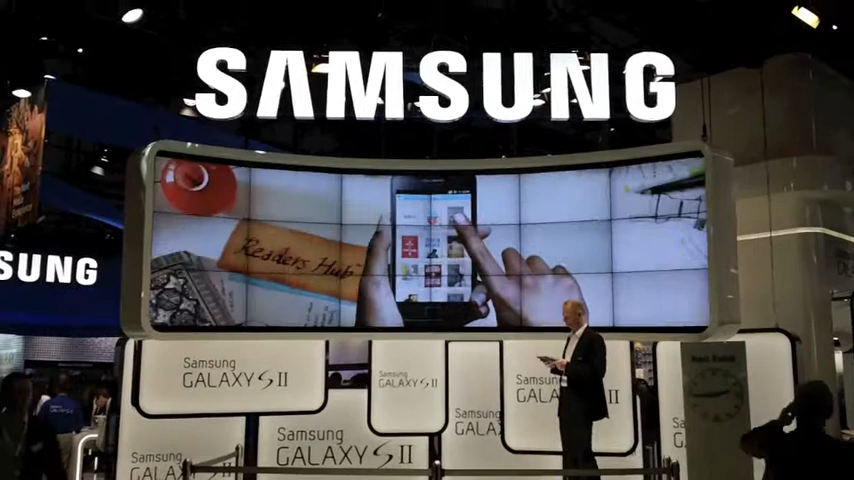 SAMSUNG
SUNG
Readers Hub
Samsung
GALAXY S II
Samsung
GALAXY S II
Samsung
GALAXY
II
Samsung
GALAXY
Samsung
GALAXY S II
Samsung
GALAXY S II